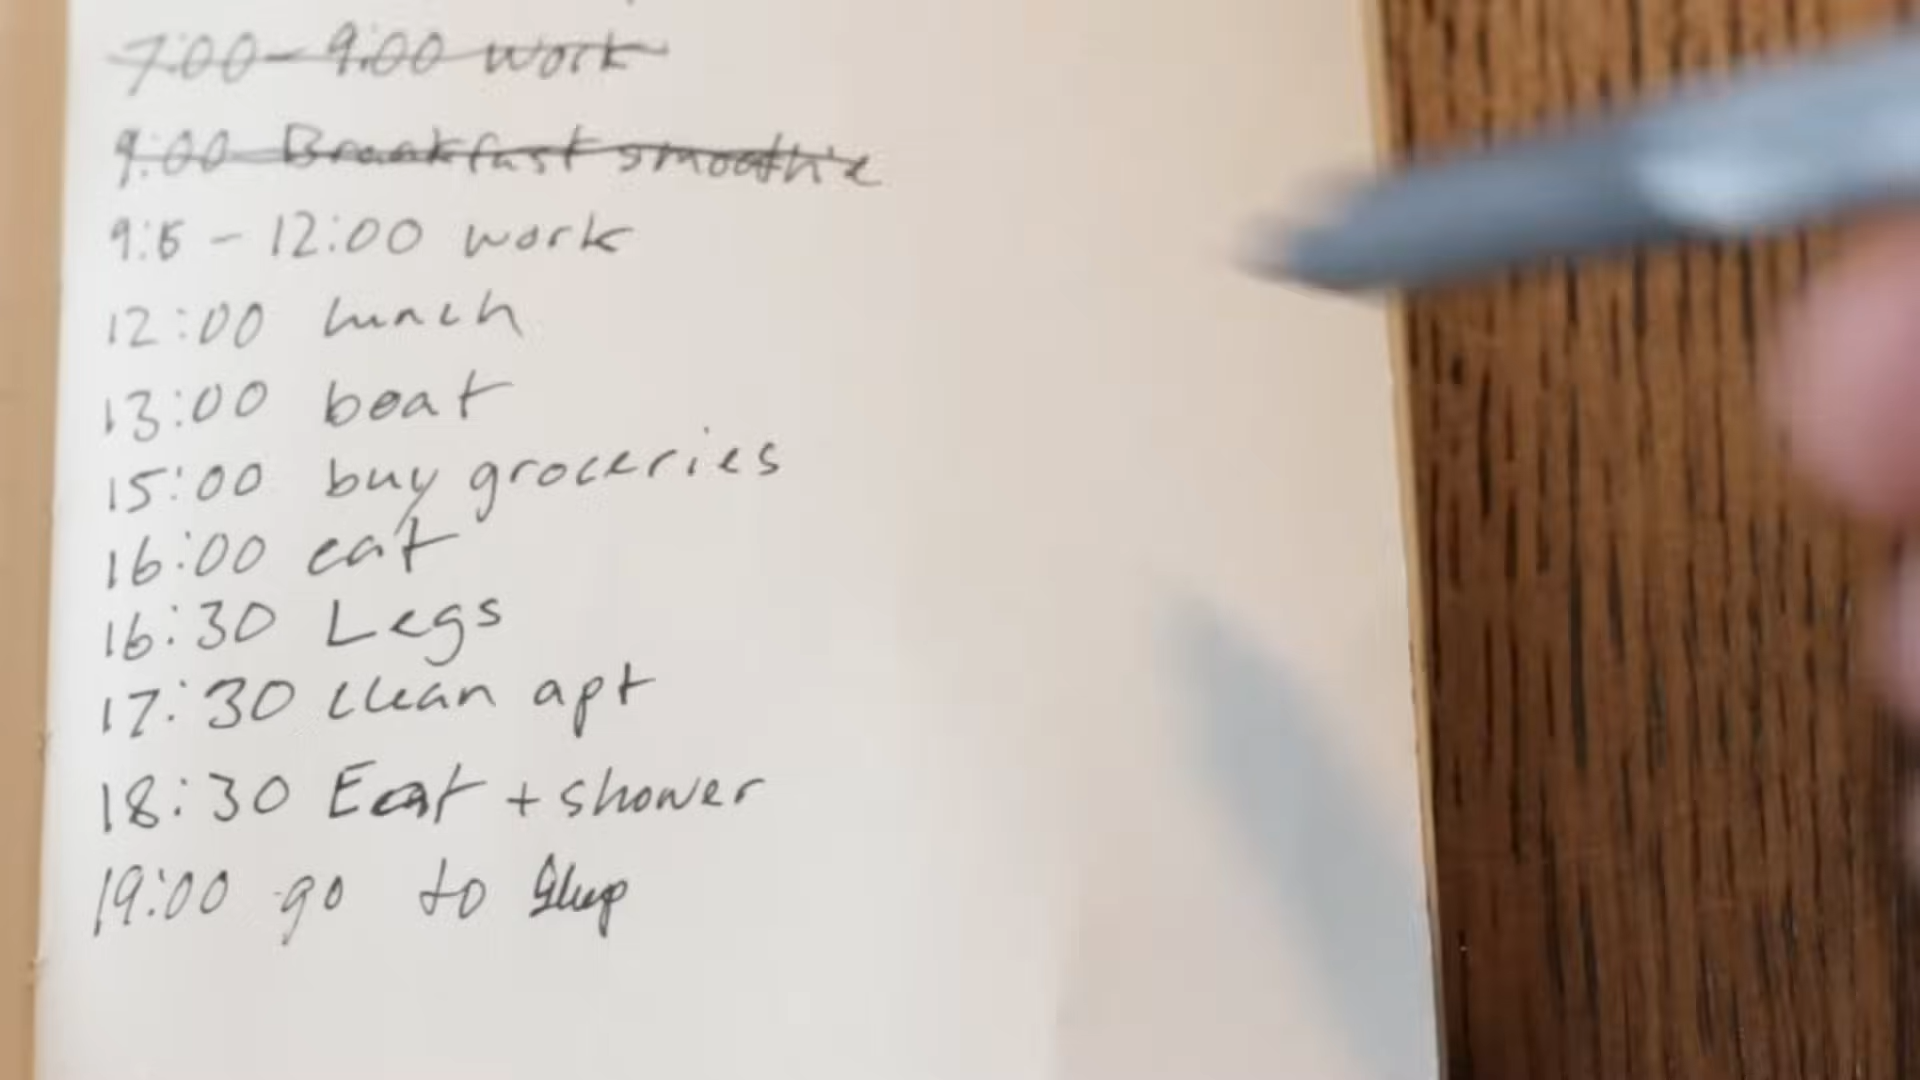 7:00 - 9:00 work
9:00 Breakfast smoothie
9:15 - 12:00 work
12:00 lunch
13:00 boat
15:00 buy groceries
16:00 eat
16:30 Legs
17:30 clean apt
18:30 Eat + shower
19:00 go to sleep